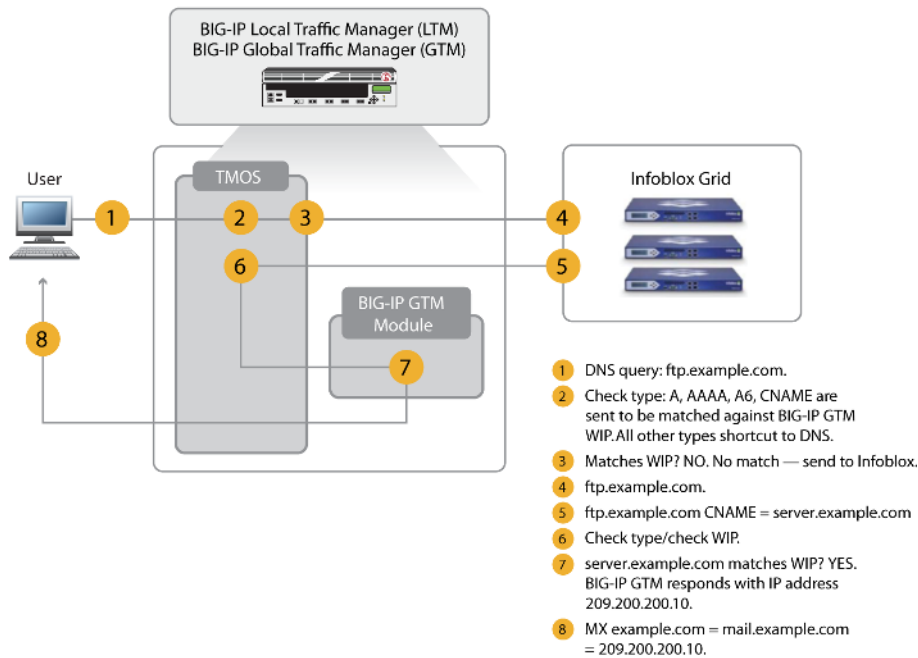 BIG-IP Local Traffic Manager (LTM)
BIG-IP Global Traffic Manager (GTM)
User
TMOS
Infoblox Grid
1
2
3
4
6
5
BIG-IP GTM
Module
8
7
1 DNS query: ftp.example.com.
2 Check type: A, AAAA, A6, CNAME are
sent to be matched against BIG-IP GTM
WIP. All other types shortcut to DNS.
3 Matches WIP? NO. No match — send to Infoblox.
4 ftp.example.com.
5 ftp.example.com CNAME = server.example.com
6 Check type/check WIP.
7 server.example.com matches WIP? YES.
BIG-IP GTM responds with IP address
209.200.200.10.
8 MX example.com = mail.example.com
= 209.200.200.10.